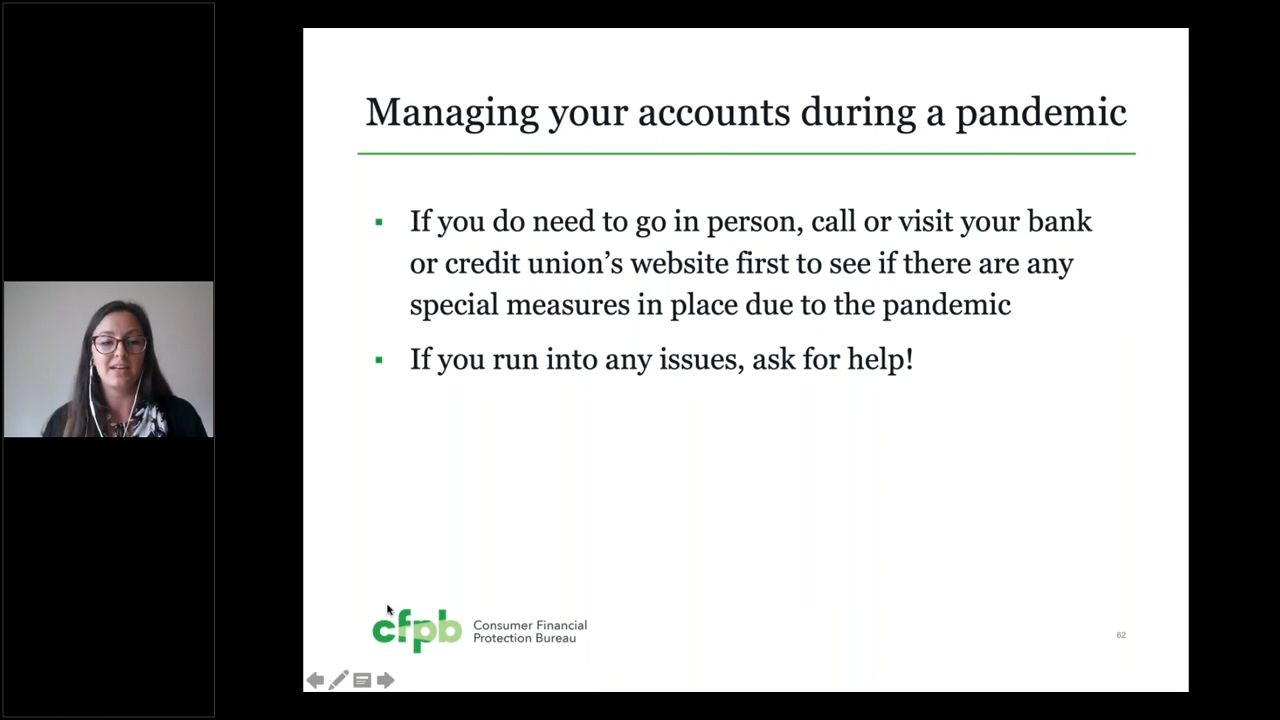 Managing your accounts during a pandemic
▪ If you do need to go in person, call or visit your bank
or credit union’s website first to see if there are any
special measures in place due to the pandemic
▪ If you run into any issues, ask for help!
cfpb
Consumer Financial
Protection Bureau
62